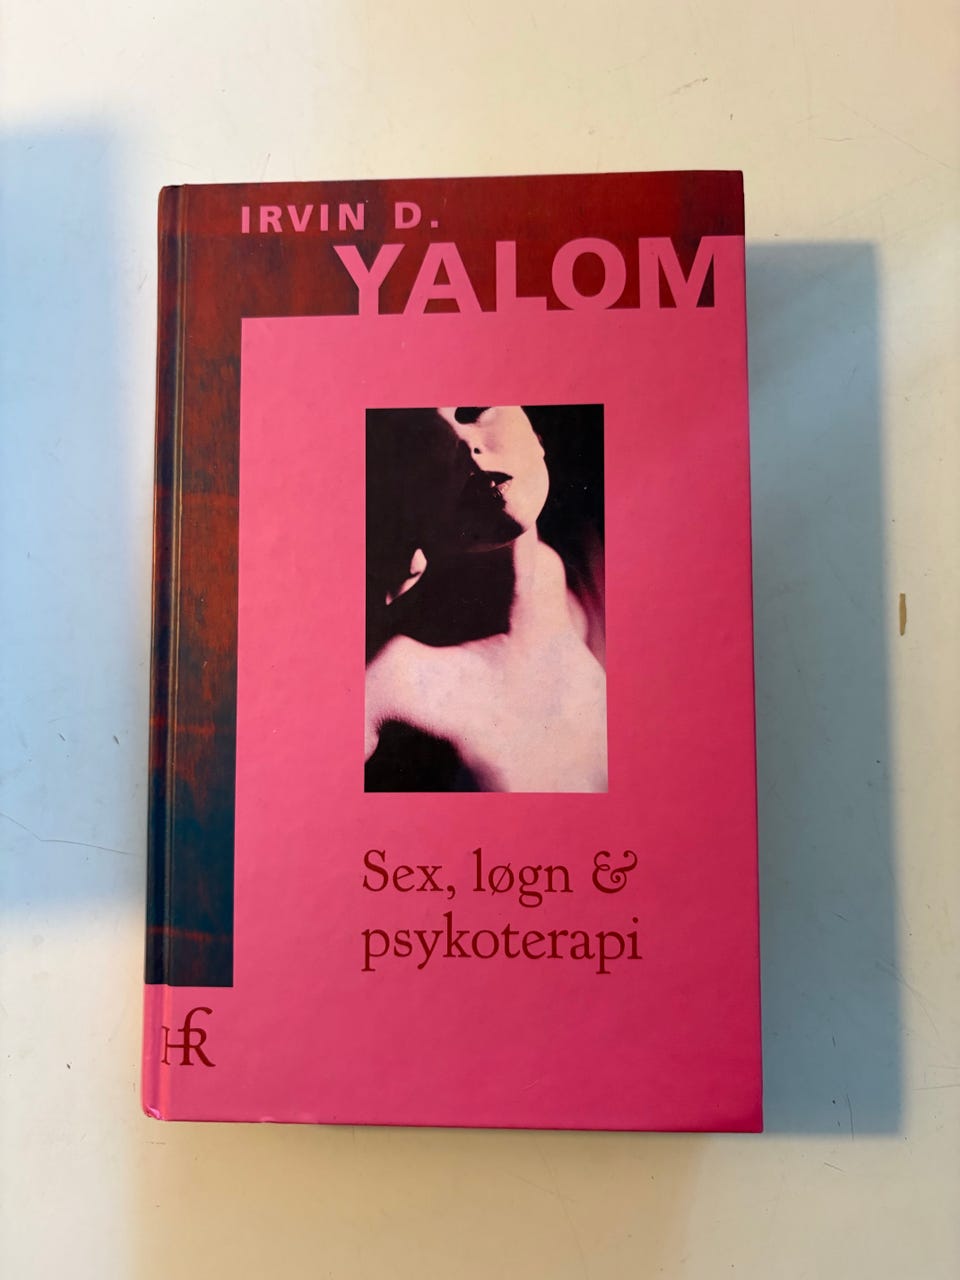 IRVIN D.
YALOM
Sex, løgn &
psykoterapi
HR